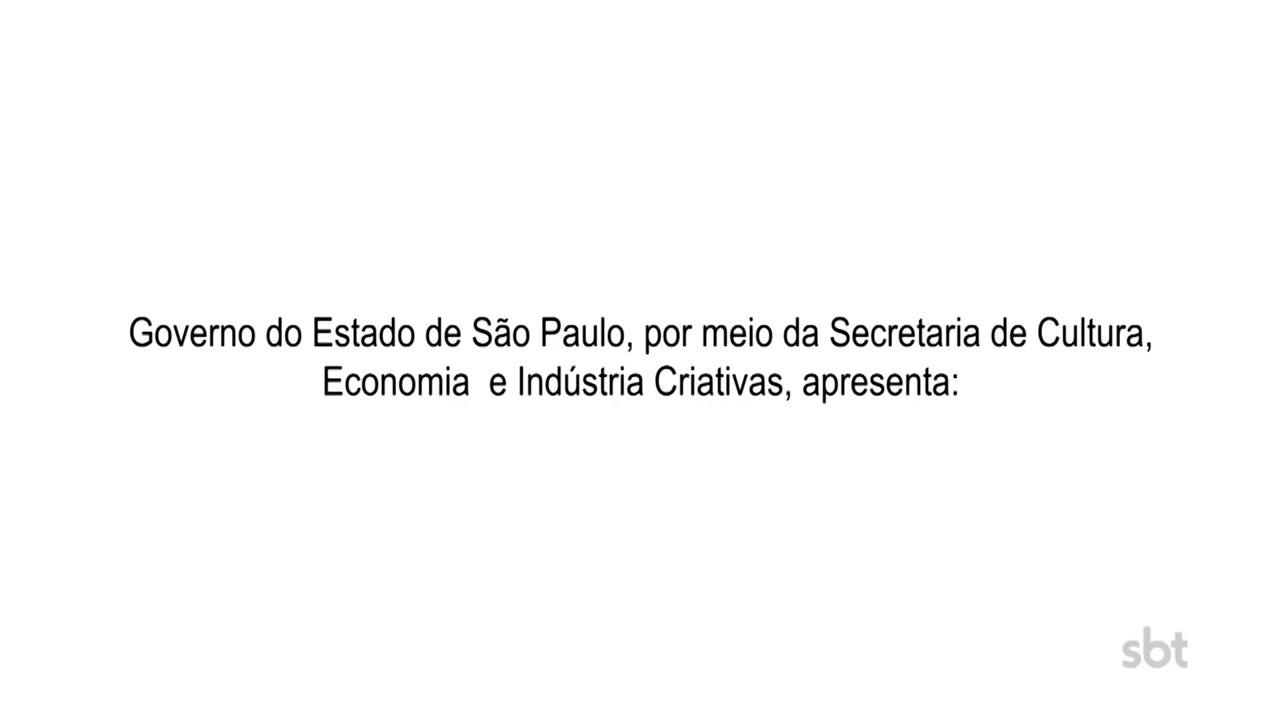 Governo do Estado de São Paulo, por meio da Secretaria de Cultura,
Economia  e Indústria Criativas, apresenta:
sbt